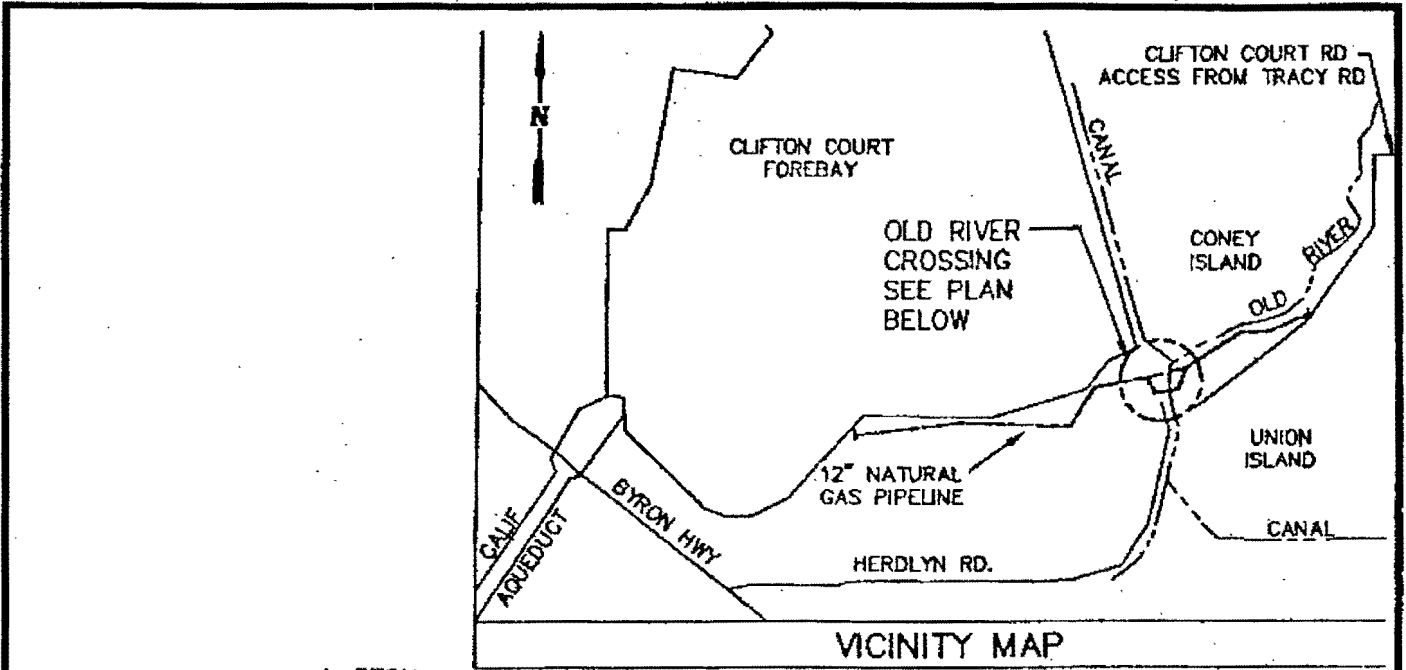 CLIFTON COURT RD
ACCESS FROM TRACY RD
N
CLIFTON COURT
FOREBAY
CANAL
OLD RIVER
CROSSING
SEE PLAN
BELOW
CONEY
ISLAND
RIVER
OLD
UNION
ISLAND
12" NATURAL
GAS PIPELINE
CALIF
AQUEDUCT
BYRON HWY
CANAL
HERDLYN RD.
VICINITY MAP